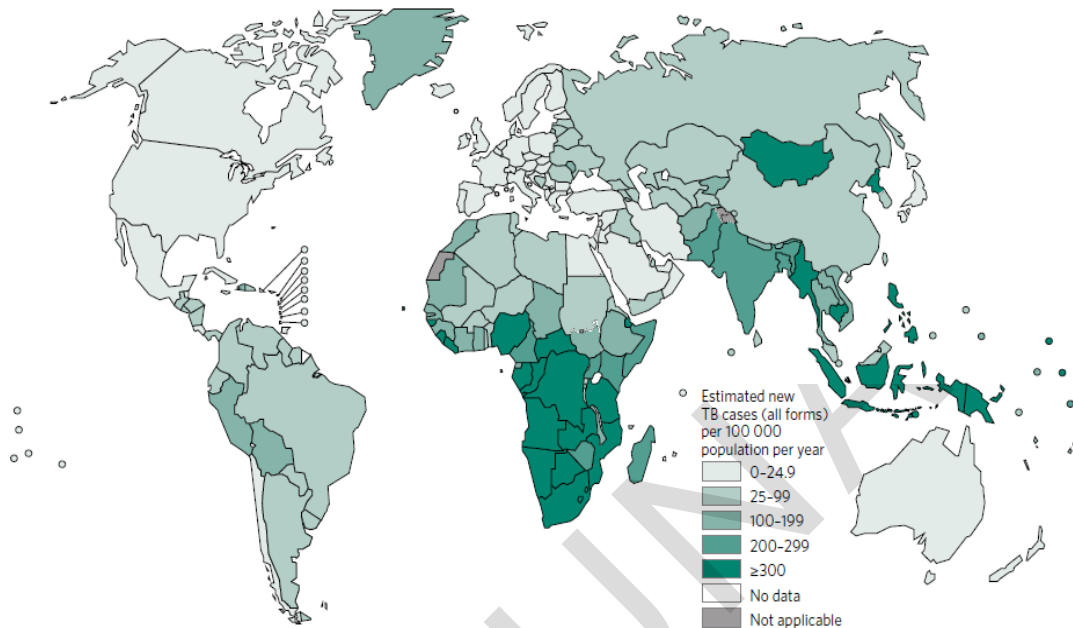 Estimated new
TB cases (all forms)
per 100 000
population per year
0–24.9
25–99
100–199
200–299
≥300
No data
Not applicable
UNA